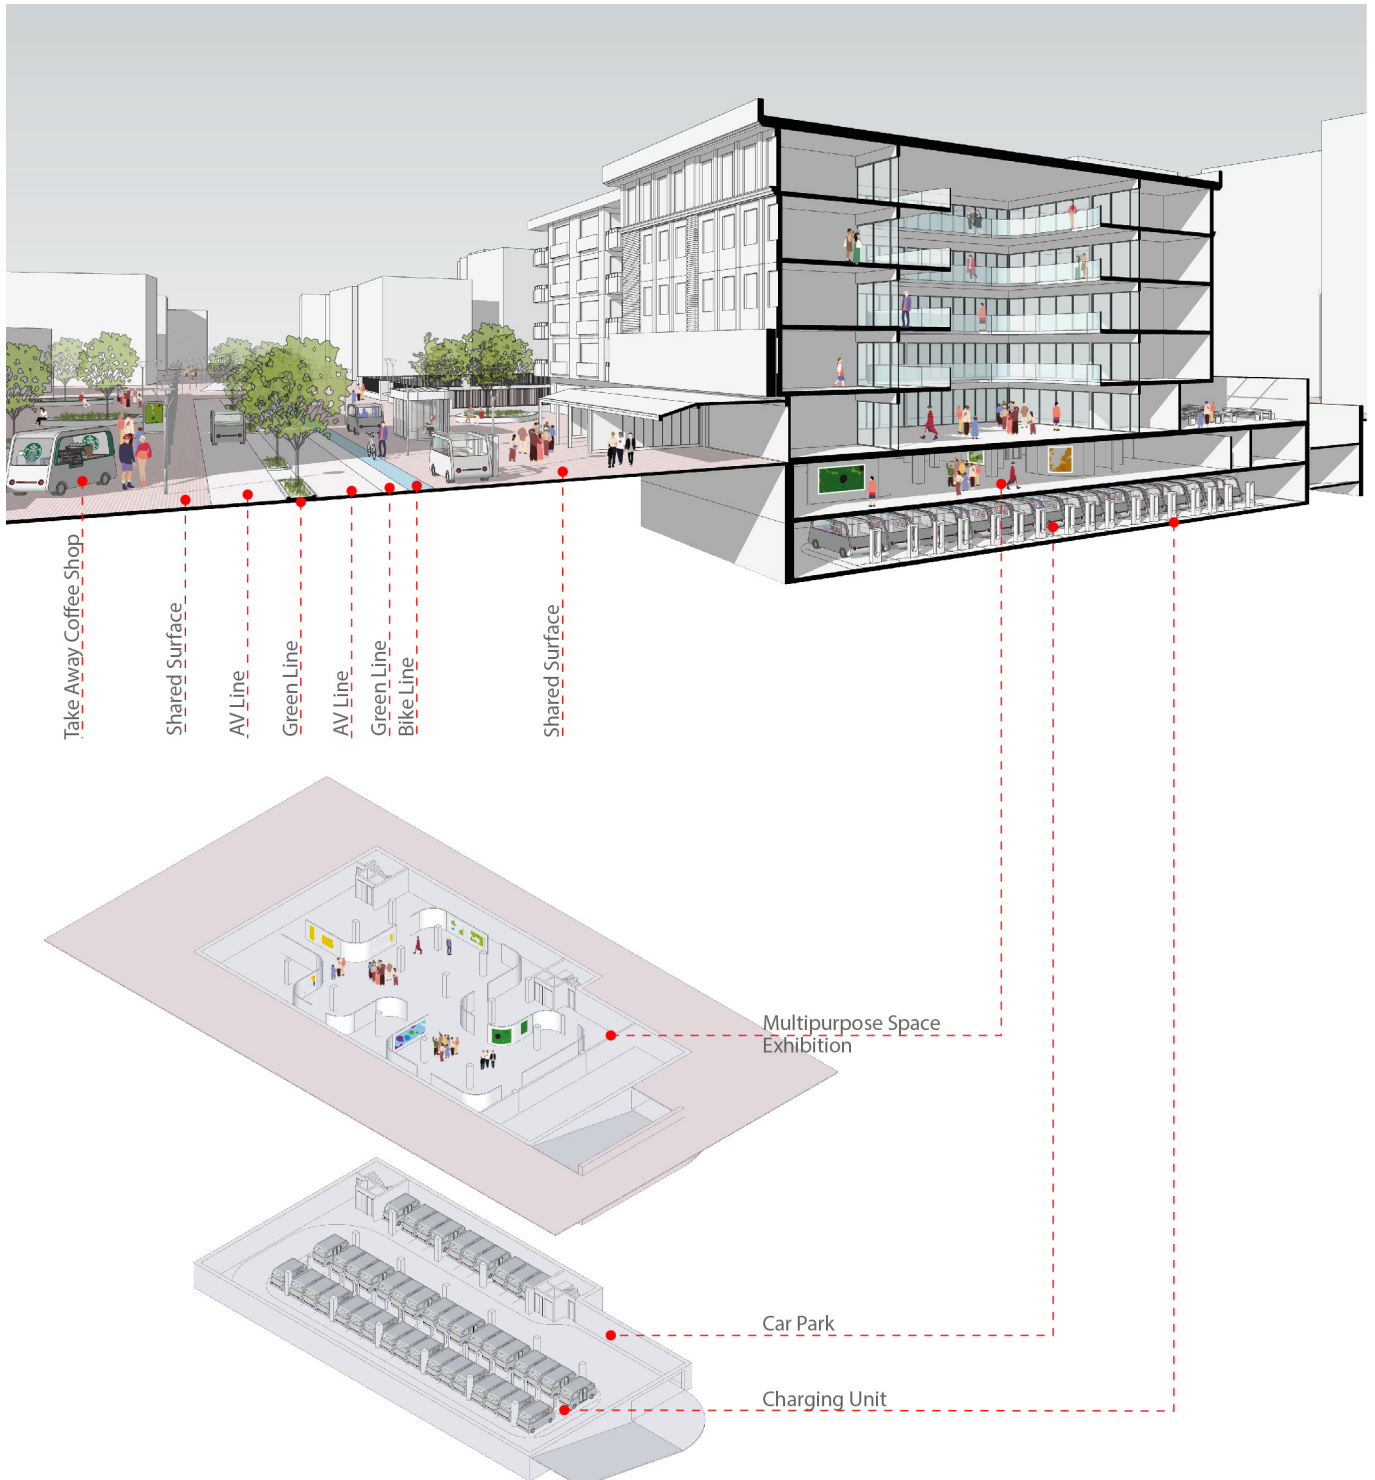 Take Away Coffee Shop
Shared Surface
AV Line
Green Line
AV Line
Green Line
Bike Line
Shared Surface
Multipurpose Space
Exhibition
Car Park
Charging Unit